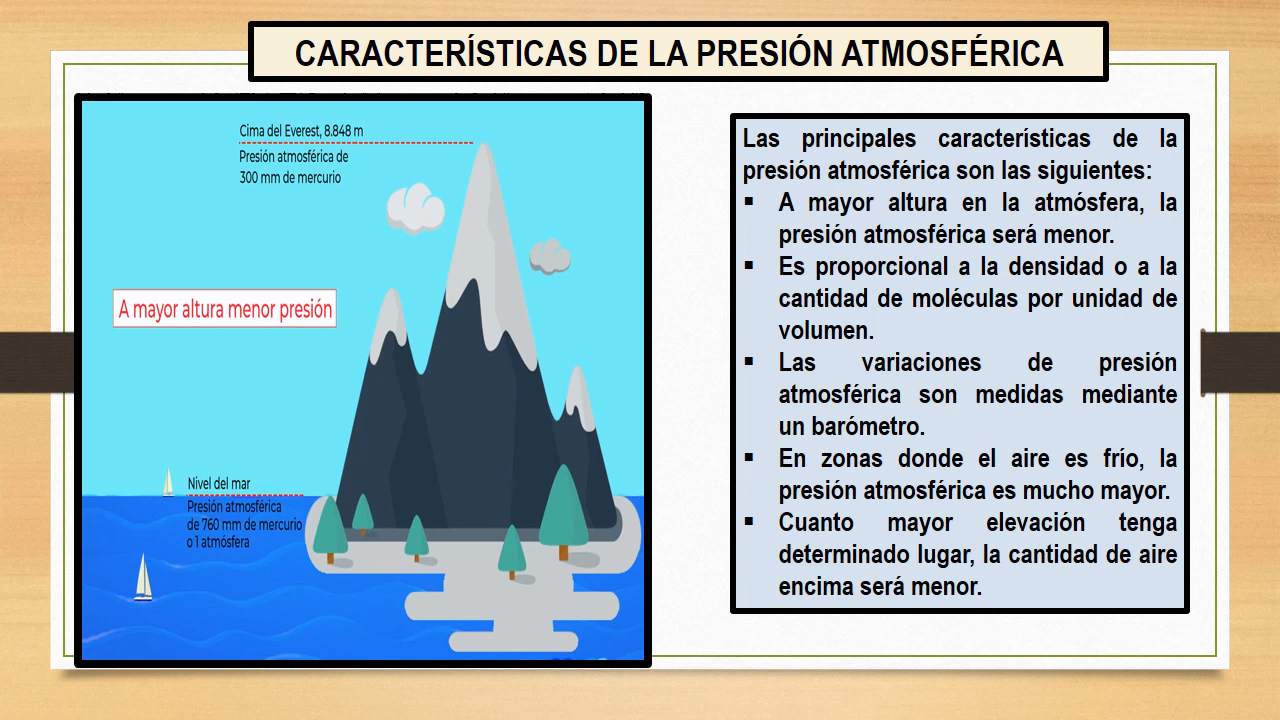 CARACTERÍSTICAS DE LA PRESIÓN ATMOSFÉRICA
Cima del Everest, 8.848 m
Presión atmosférica de
300 mm de mercurio
A mayor altura menor presión
Nivel del mar
Presión atmosférica
de 760 mm de mercurio
o 1 atmósfera
Las principales características de la
presión atmosférica son las siguientes:
▪ A mayor altura en la atmósfera, la
presión atmosférica será menor.
▪ Es proporcional a la densidad o a la
cantidad de moléculas por unidad de
volumen.
▪ Las variaciones de presión
atmosférica son medidas mediante
un barómetro.
▪ En zonas donde el aire es frío, la
presión atmosférica es mucho mayor.
▪ Cuanto mayor elevación tenga
determinado lugar, la cantidad de aire
encima será menor.